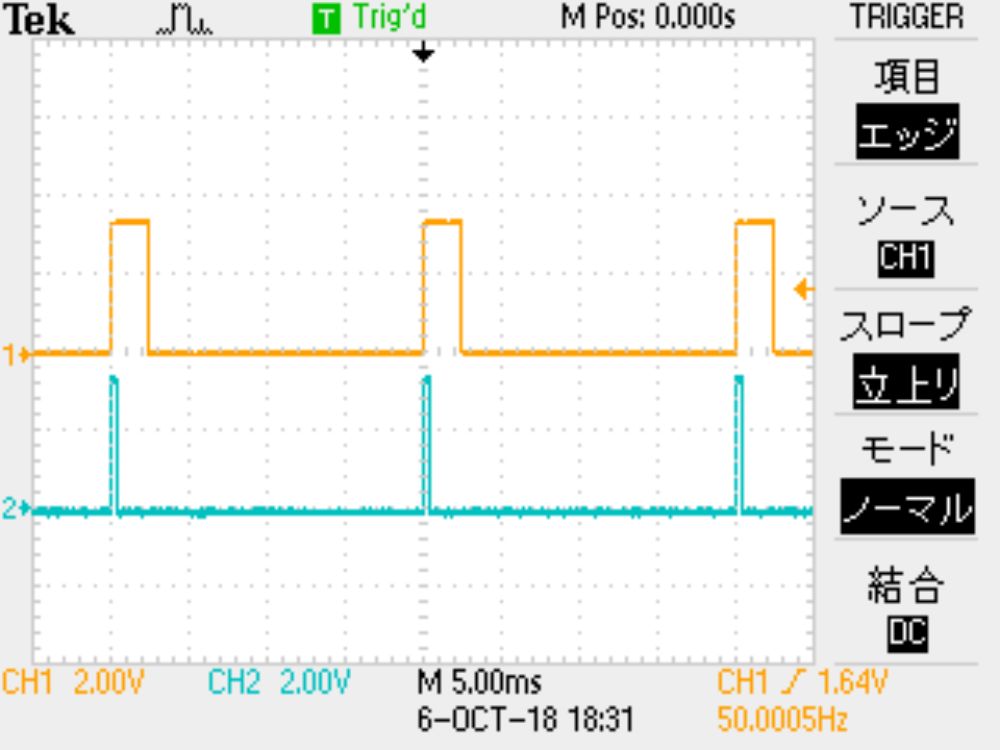 Tek T Trig'd M Pos: 0.000s TRIGGER
項目
エッジ
ソース
CH1
スロープ
立上り
モード
ノーマル
結合
DC
1
2
CH1 2.00V CH2 2.00V M 5.00ms CH1 1.64V
6-OCT-18 18:31 50.0005Hz